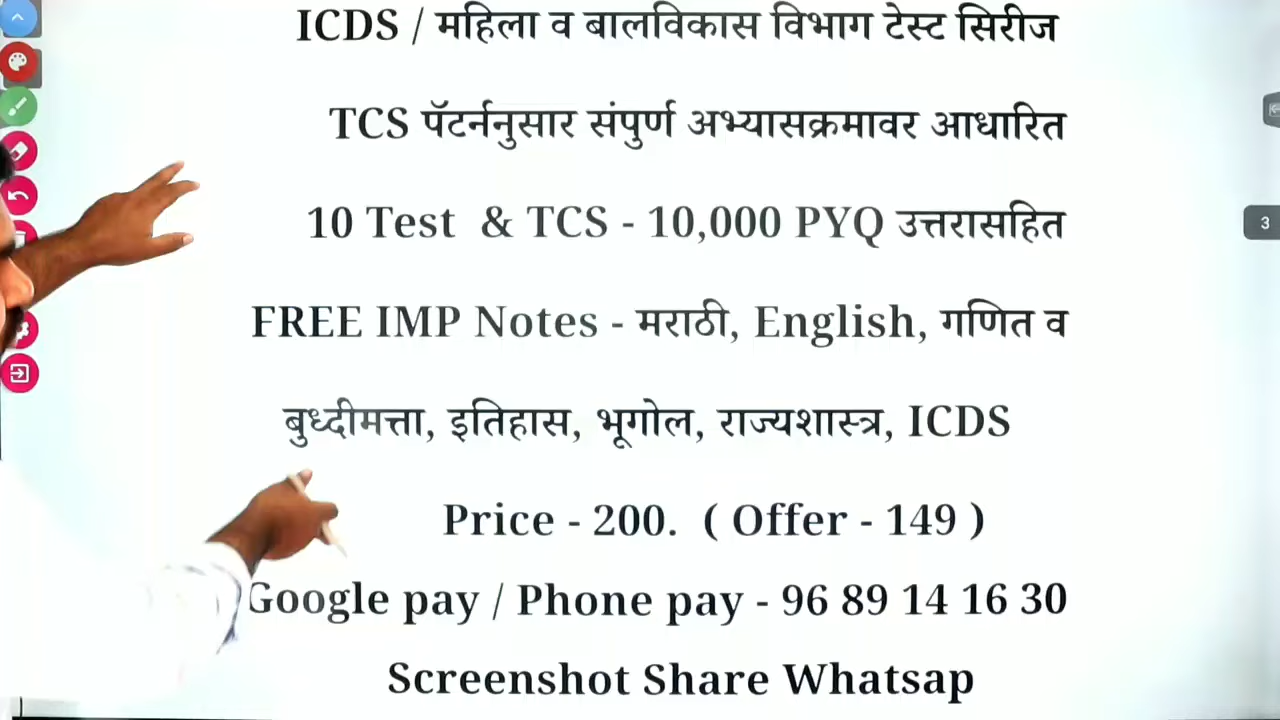 ICDS / महिला व बालविकास विभाग टेस्ट सिरीज
TCS पॅटर्ननुसार संपुर्ण अभ्यासक्रमावर आधारित
10 Test & TCS - 10,000 PYQ उत्तरासहित
3
FREE IMP Notes - मराठी, English, गणित व
बुध्दीमत्ता, इतिहास, भूगोल, राज्यशास्त्र, ICDS
Price - 200. ( Offer - 149 )
Google pay / Phone pay - 96 89 14 16 30
Screenshot Share Whatsap